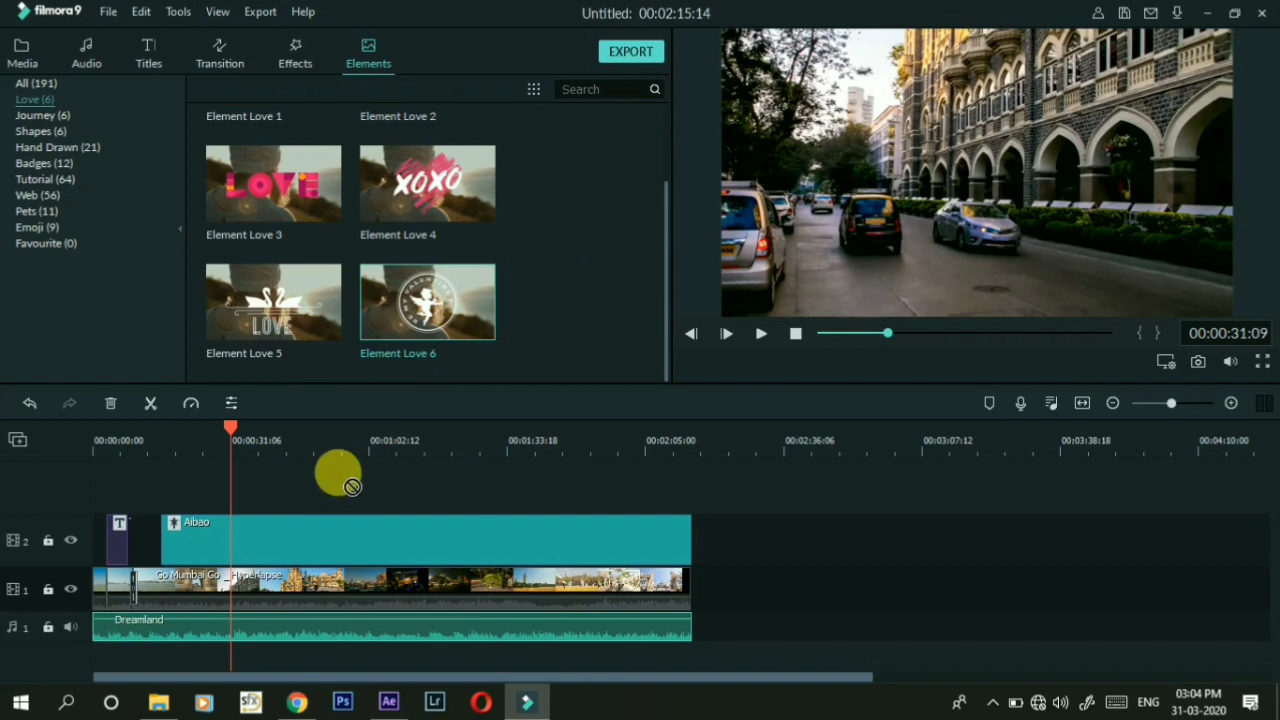 filmora9 File Edit Tools View Export Help Untitled: 00:02:15:14
Media Audio Titles Transition Effects Elements EXPORT
All (191)
Love (6)
Journey (6)
Shapes (6)
Hand Drawn (21)
Badges (12)
Tutorial (64)
Web (56)
Pets (11)
Emoji (9)
Favourite (0)
Search
Element Love 1 Element Love 2
LOVE XOXO
Element Love 3 Element Love 4
LOVE
Element Love 5 Element Love 6
00:00:31:09
00:00:00:00 00:00:31:06 00:01:02:12 00:01:33:18 00:02:05:00 00:02:36:06 00:03:07:12 00:03:38:18 00:04:10:00
2 T Aibao
1 Go Mumbai Go _ Hyperlapse
1 Dreamland
sfx Ps Ae Lr ENG 03:04 PM
31-03-2020